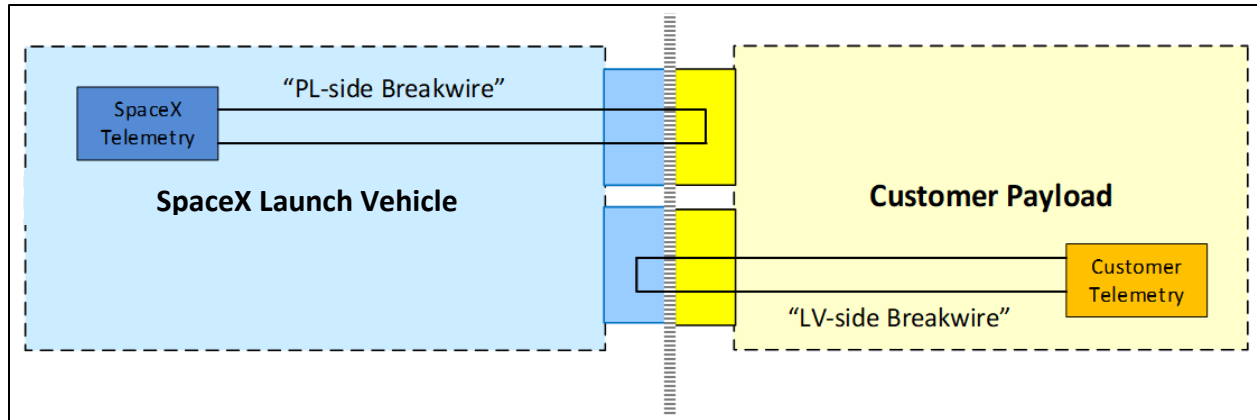 “PL-side Breakwire”
SpaceX
Telemetry
SpaceX Launch Vehicle
Customer Payload
Customer
Telemetry
“LV-side Breakwire”